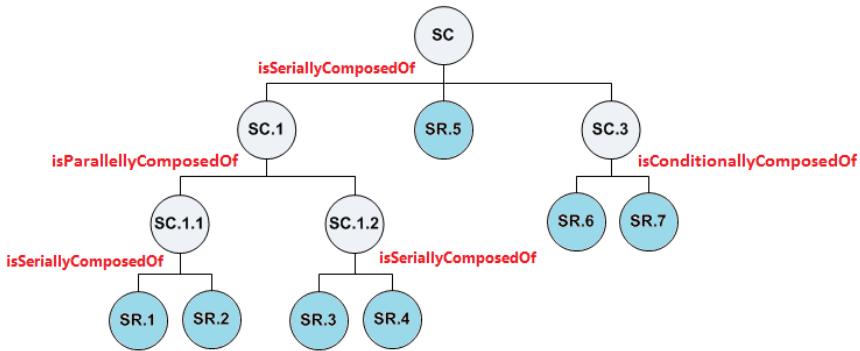 SC
isSeriallyComposedOf
SC.1
SR.5
SC.3
isParallellyComposedOf
isConditionallyComposedOf
SC.1.1
SC.1.2
SR.6
SR.7
isSeriallyComposedOf
isSeriallyComposedOf
SR.1
SR.2
SR.3
SR.4